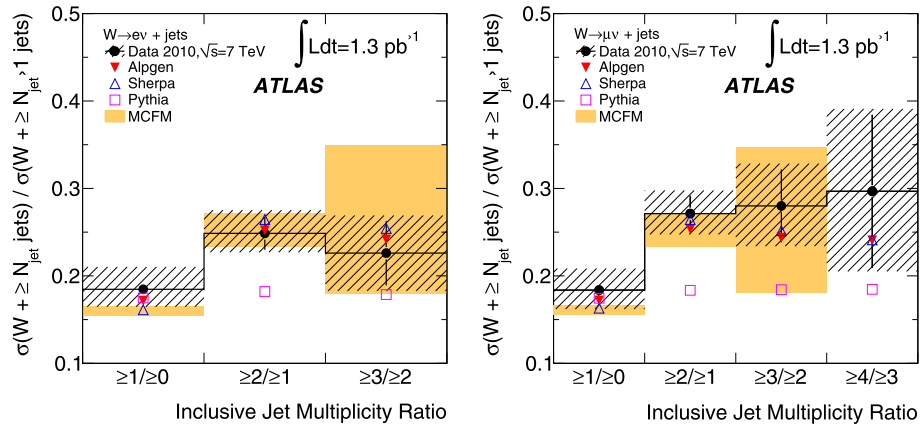 W→eν + jets
Data 2010,√s=7 TeV
Alpgen
Sherpa
Pythia
MCFM
∫ Ldt=1.3 pb›1
ATLAS
σ(W + ≥ Njet jets) / σ(W + ≥ Njet›1 jets)
0.5
0.4
0.3
0.2
0.1
≥1/≥0 ≥2/≥1 ≥3/≥2
Inclusive Jet Multiplicity Ratio
W→μν + jets
Data 2010,√s=7 TeV
Alpgen
Sherpa
Pythia
MCFM
∫ Ldt=1.3 pb›1
ATLAS
σ(W + ≥ Njet jets) / σ(W + ≥ Njet›1 jets)
0.5
0.4
0.3
0.2
0.1
≥1/≥0 ≥2/≥1 ≥3/≥2 ≥4/≥3
Inclusive Jet Multiplicity Ratio